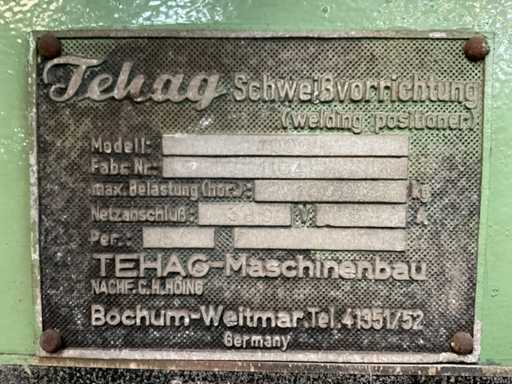 Tehag Schweißvorrichtung
(welding positioner)
Modell:
Fabr. Nr.:
max. Belastung (hor.): kg
Netzanschluß: V. A
Per.:
TEHAG-Maschinenbau
NACHF. C. H. HÖING
Bochum-Weitmar. Tel. 41351/52
Germany